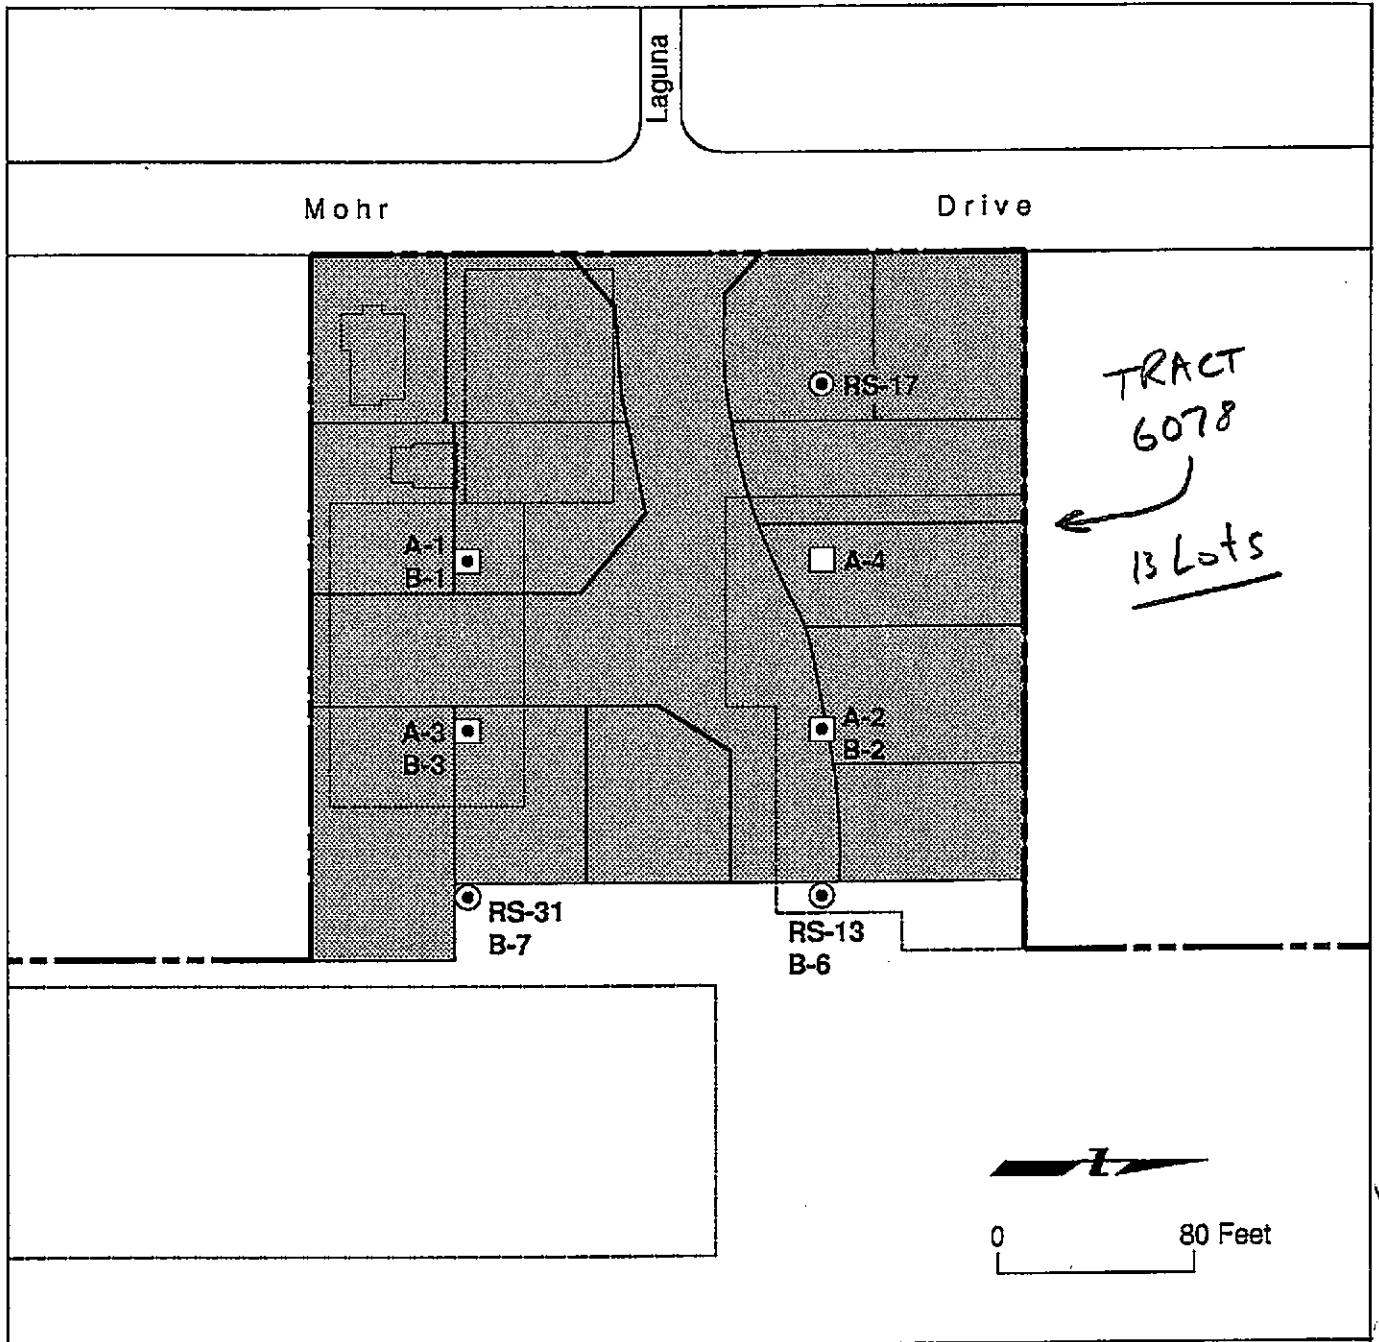 Laguna
Mohr Drive
RS-17
TRACT
6078
13 Lots
A-1
B-1
A-4
A-3
B-3
A-2
B-2
RS-31
B-7
RS-13
B-6
Z
0 80 Feet